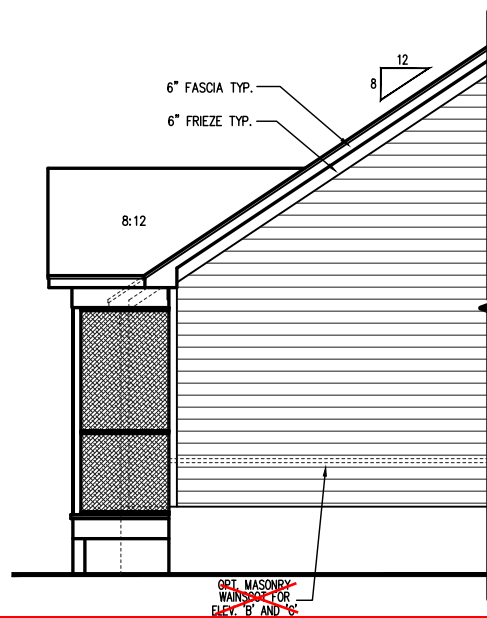 12
8
6" FASCIA TYP.
6" FRIEZE TYP.
8:12
OPT. MASONRY
WAINSCOT FOR
ELEV. 'B' AND 'C'